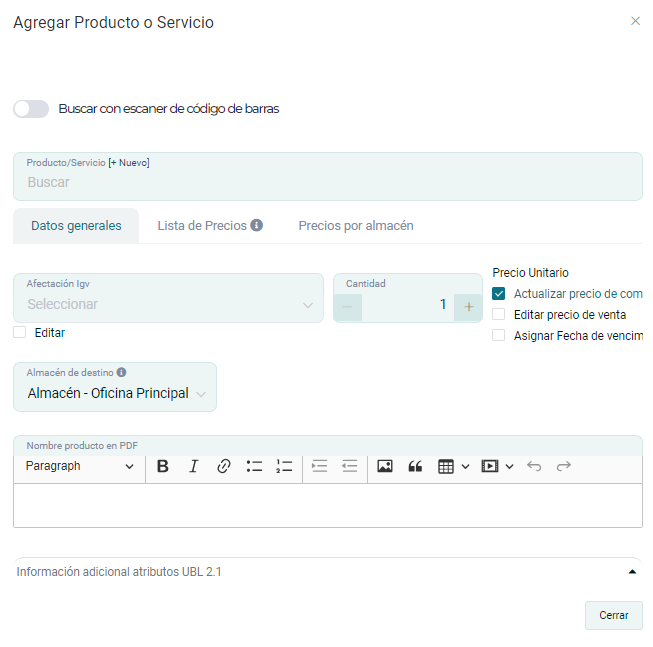 Agregar Producto o Servicio
Buscar con escaner de código de barras
Producto/Servicio [+ Nuevo]
Buscar
Datos generales
Lista de Precios
Precios por almacén
Afectación Igv
Seleccionar
Editar
Cantidad
1
Precio Unitario
Actualizar precio de com
Editar precio de venta
Asignar Fecha de vencim
Almacén de destino
Almacén - Oficina Principal
Nombre producto en PDF
Paragraph
Información adicional atributos UBL 2.1
Cerrar